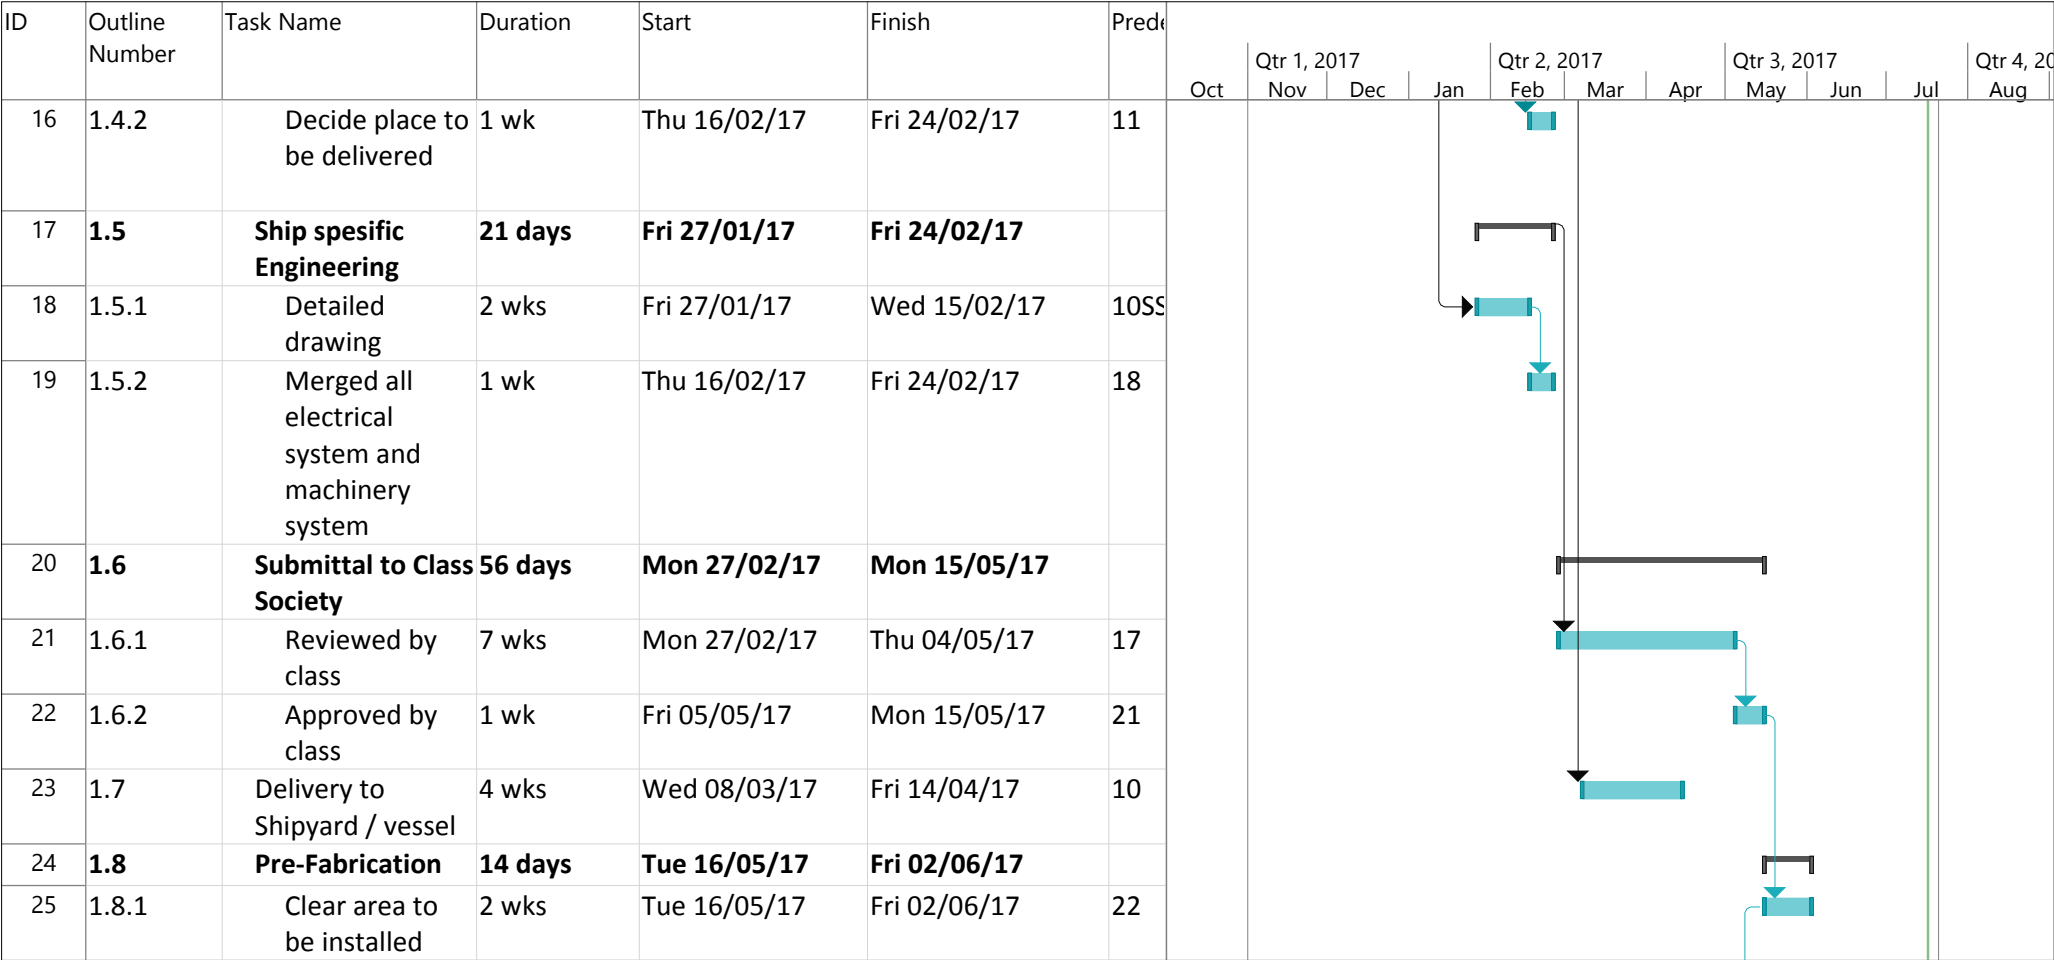 ID Outline Task Name Duration Start Finish Prede
Number
Qtr 1, 2017 Qtr 2, 2017 Qtr 3, 2017 Qtr 4, 20
Oct Nov Dec Jan Feb Mar Apr May Jun Jul Aug
16 1.4.2 Decide place to 1 wk Thu 16/02/17 Fri 24/02/17 11
be delivered
17 1.5 Ship spesific 21 days Fri 27/01/17 Fri 24/02/17
Engineering
18 1.5.1 Detailed 2 wks Fri 27/01/17 Wed 15/02/17 10SS
drawing
19 1.5.2 Merged all 1 wk Thu 16/02/17 Fri 24/02/17 18
electrical
system and
machinery
system
20 1.6 Submittal to Class 56 days Mon 27/02/17 Mon 15/05/17
Society
21 1.6.1 Reviewed by 7 wks Mon 27/02/17 Thu 04/05/17 17
class
22 1.6.2 Approved by 1 wk Fri 05/05/17 Mon 15/05/17 21
class
23 1.7 Delivery to 4 wks Wed 08/03/17 Fri 14/04/17 10
Shipyard / vessel
24 1.8 Pre-Fabrication 14 days Tue 16/05/17 Fri 02/06/17
25 1.8.1 Clear area to 2 wks Tue 16/05/17 Fri 02/06/17 22
be installed